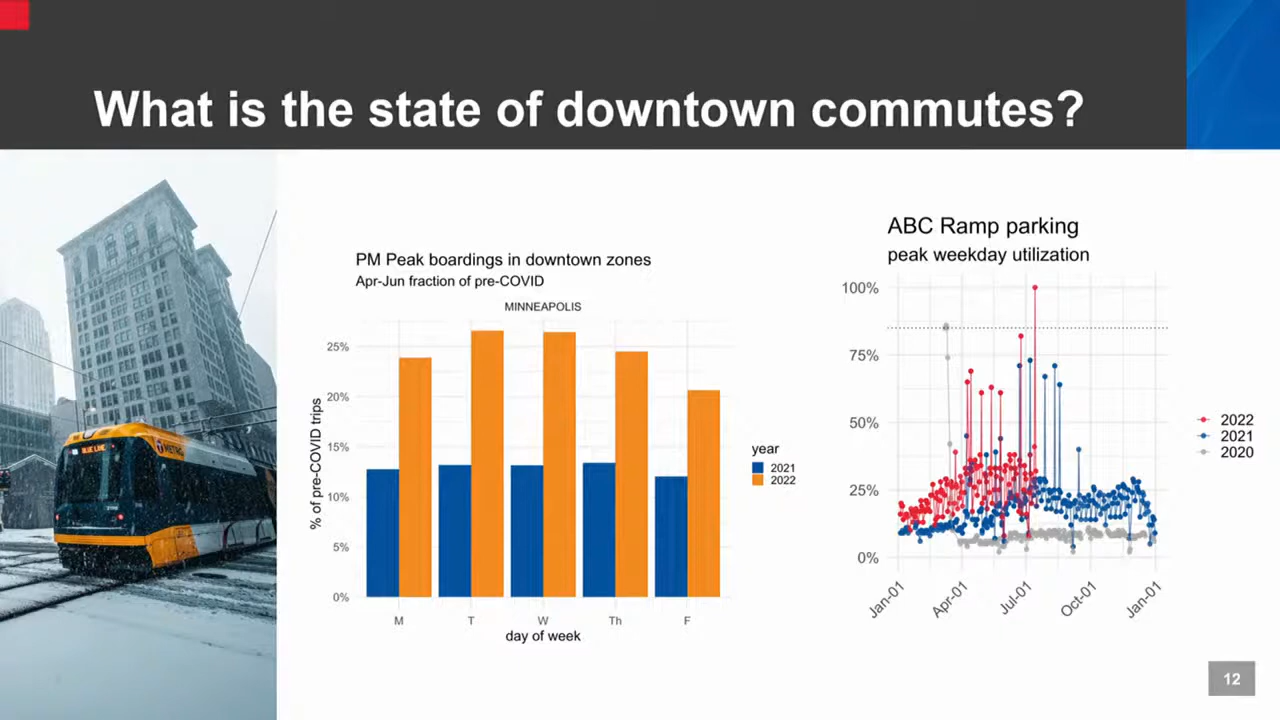 What is the state of downtown commutes?
BLUE LINE
METRO
PM Peak boardings in downtown zones
Apr-Jun fraction of pre-COVID
MINNEAPOLIS
% of pre-COVID trips
25%
20%
15%
10%
5%
0%
M T W Th F
day of week
year
2021
2022
ABC Ramp parking
peak weekday utilization
100%
75%
50%
25%
0%
Jan-01 Apr-01 Jul-01 Oct-01 Jan-01
2022
2021
2020
12